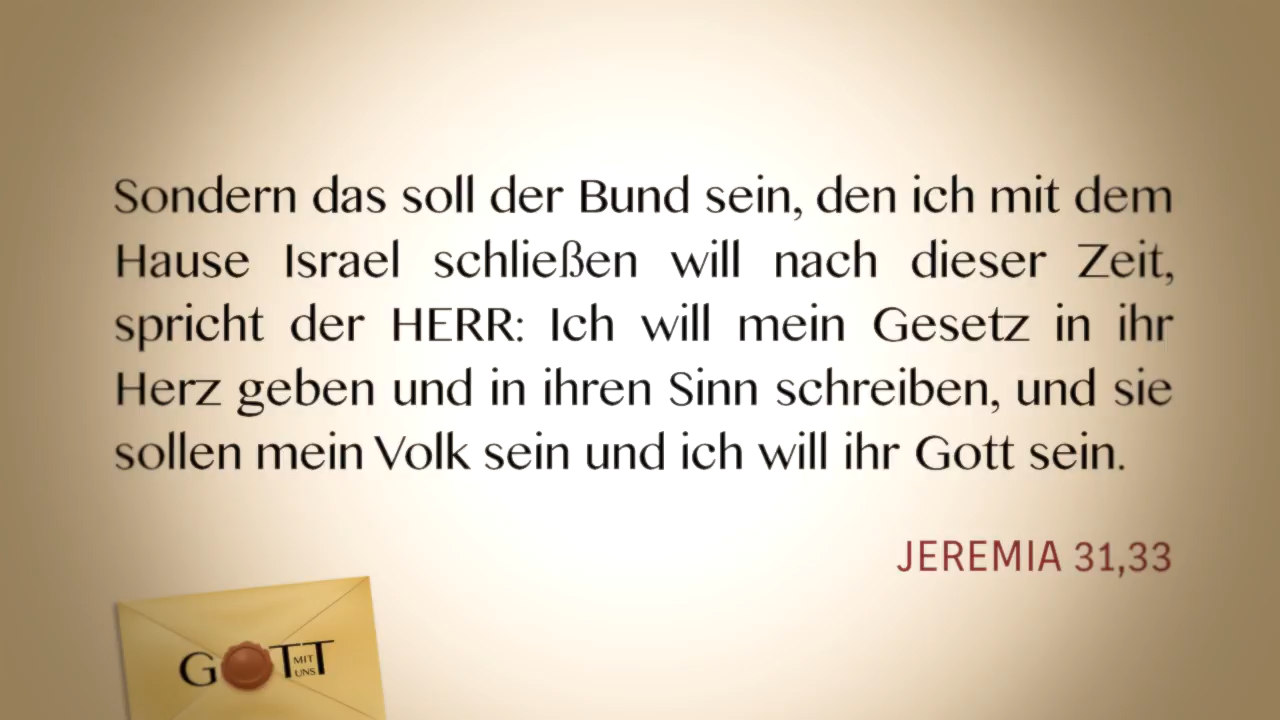 Sondern das soll der Bund sein, den ich mit dem
Hause Israel schließen will nach dieser Zeit,
spricht der HERR: Ich will mein Gesetz in ihr
Herz geben und in ihren Sinn schreiben, und sie
sollen mein Volk sein und ich will ihr Gott sein.
JEREMIA 31,33
GOTT
MIT
UNS